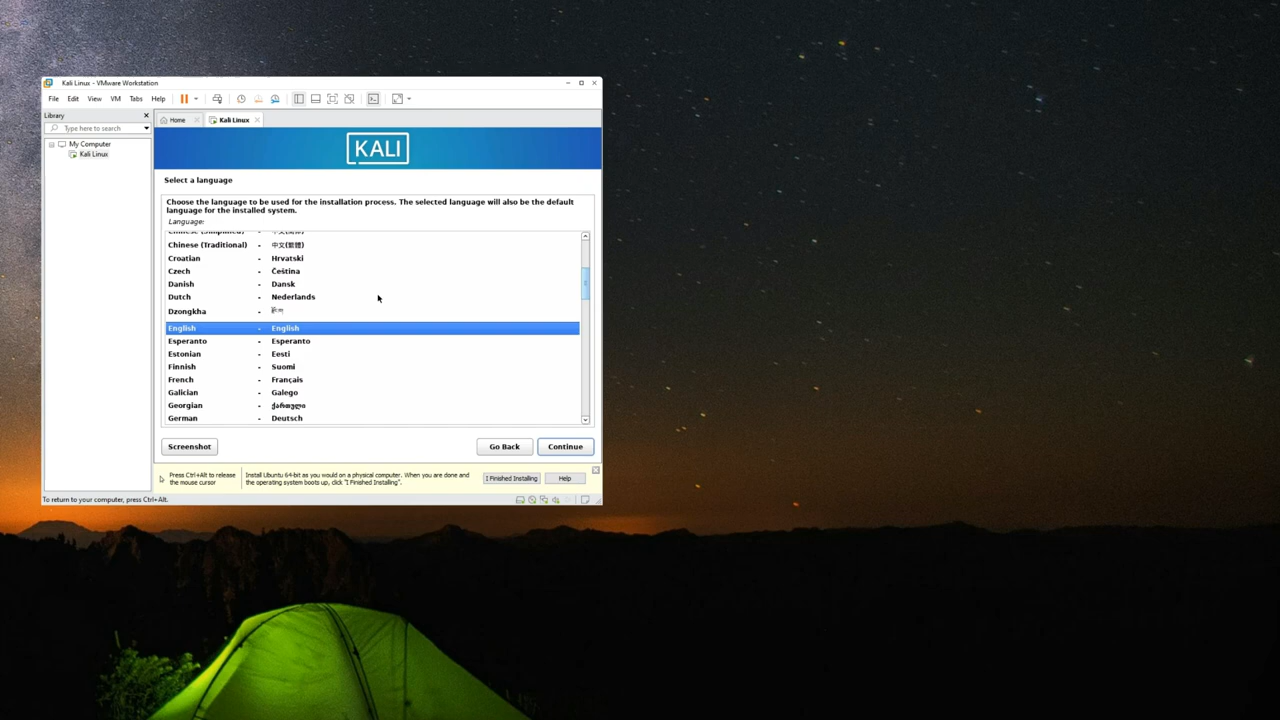 Kali Linux - VMware Workstation
File Edit View VM Tabs Help
Library
Type here to search
My Computer
Kali Linux
Home
Kali Linux
KALI
Select a language
Choose the language to be used for the installation process. The selected language will also be the default
language for the installed system.
Language:
Chinese (Simplified) - 中文(简体)
Chinese (Traditional) - 中文(繁體)
Croatian - Hrvatski
Czech - Čeština
Danish - Dansk
Dutch - Nederlands
Dzongkha -
English - English
Esperanto - Esperanto
Estonian - Eesti
Finnish - Suomi
French - Français
Galician - Galego
Georgian - ქართული
German - Deutsch
Screenshot Go Back Continue
Press Ctrl+Alt to release
the mouse cursor
Install Ubuntu 64-bit as you would on a physical computer. When you are done and
the operating system boots up, click "I Finished Installing".
I Finished Installing Help
To return to your computer, press Ctrl+Alt.